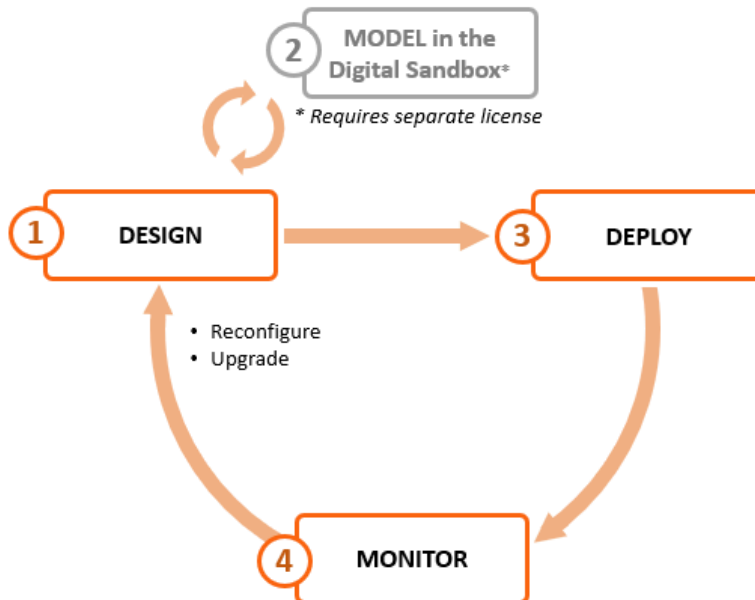 2
MODEL in the
Digital Sandbox*
* Requires separate license
1
DESIGN
3
DEPLOY
• Reconfigure
• Upgrade
4
MONITOR